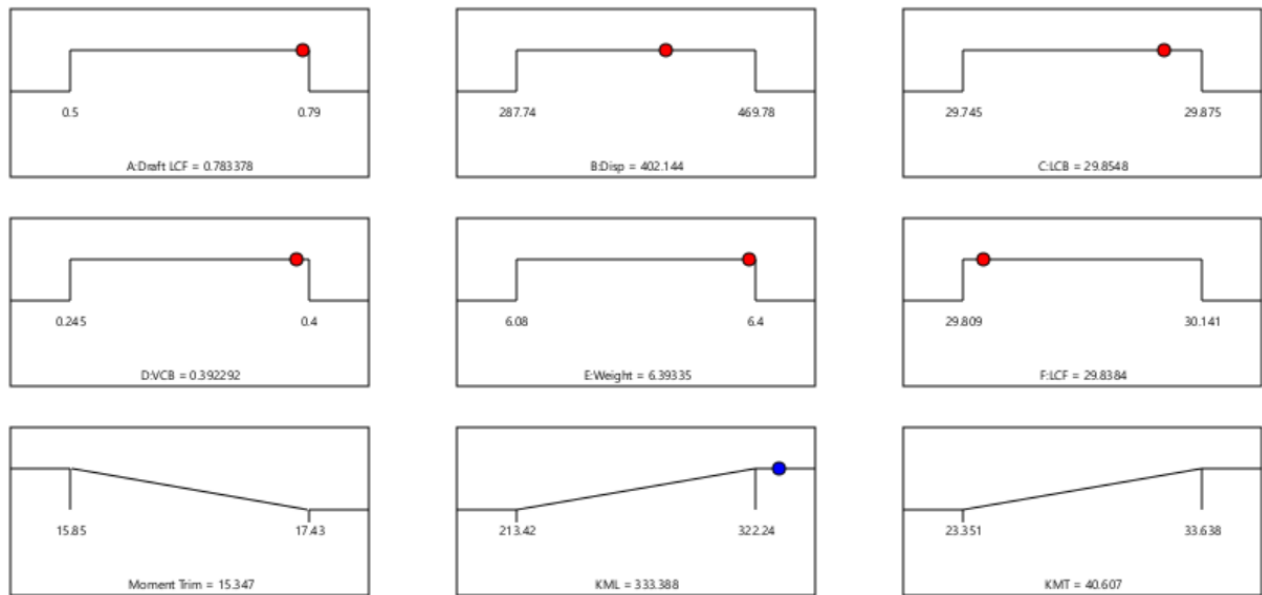 0.5 0.79
A:Draft LCF = 0.783378
287.74 469.78
B:Disp = 402.144
29.745 29.875
C:LCB = 29.8548
0.245 0.4
D:VCB = 0.392292
6.08 6.4
E:Weight = 6.39335
29.809 30.141
F:LCF = 29.8384
15.85 17.43
Moment Trim = 15.347
213.42 322.24
KML = 333.388
23.351 33.638
KMT = 40.607